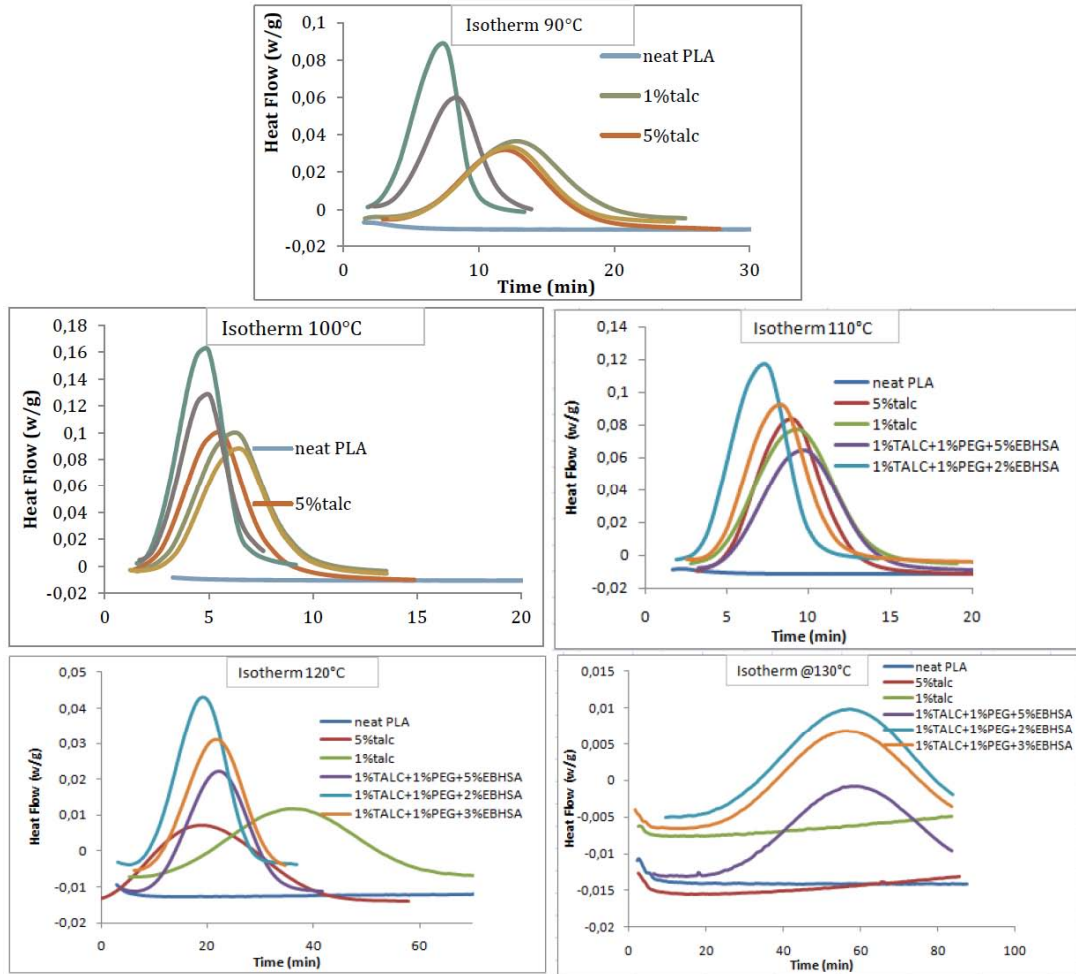 Isotherm 90°C
Heat Flow (w/g)
0,1
0,08
0,06
0,04
0,02
0
-0,02
neat PLA
1%talc
5%talc
0 10 20 30
Time (min)
Isotherm 100°C
Heat Flow (w/g)
0,18
0,16
0,14
0,12
0,1
0,08
0,06
0,04
0,02
0
-0,02
neat PLA
5%talc
0 5 10 15 20
Isotherm 110°C
Heat Flow (w/g)
0,14
0,12
0,1
0,08
0,06
0,04
0,02
0
-0,02
neat PLA
5%talc
1%talc
1%TALC+1%PEG+5%EBHSA
1%TALC+1%PEG+2%EBHSA
0 5 10 15 20
Time (min)
Isotherm 120°C
Heat Flow (w/g)
0,05
0,04
0,03
0,02
0,01
0
-0,01
-0,02
neat PLA
5%talc
1%talc
1%TALC+1%PEG+5%EBHSA
1%TALC+1%PEG+2%EBHSA
1%TALC+1%PEG+3%EBHSA
0 20 40 60
Time (min)
Isotherm @130°C
Heat Flow (w/g)
0,015
0,01
0,005
0
-0,005
-0,01
-0,015
-0,02
neat PLA
5%talc
1%talc
1%TALC+1%PEG+5%EBHSA
1%TALC+1%PEG+2%EBHSA
1%TALC+1%PEG+3%EBHSA
0 20 40 60 80 100
Time (min)